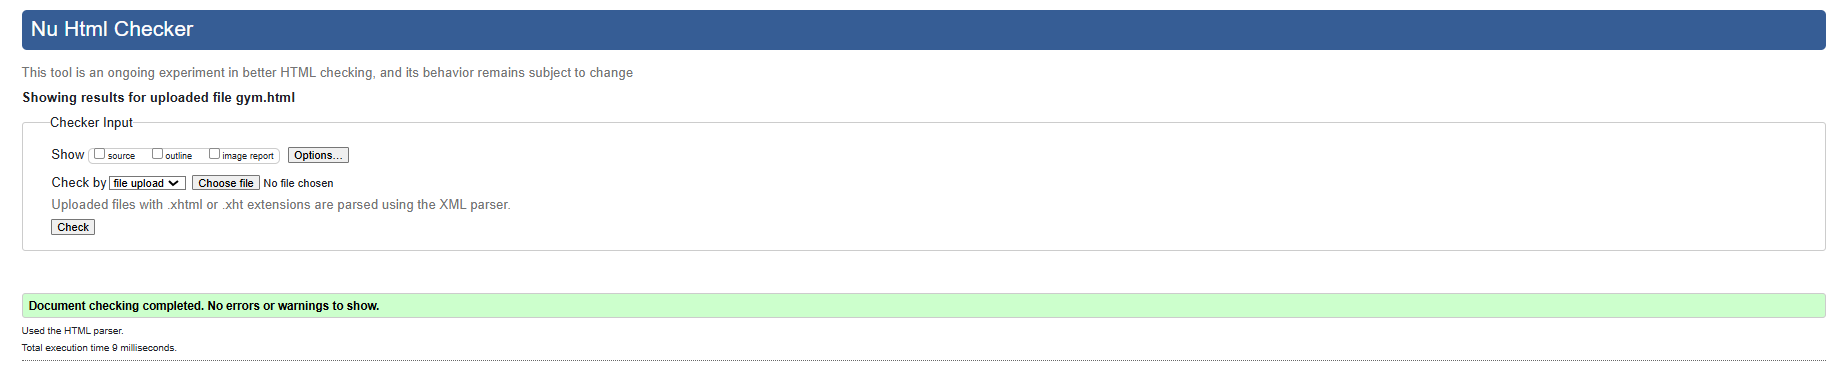 Nu Html Checker
This tool is an ongoing experiment in better HTML checking, and its behavior remains subject to change
Showing results for uploaded file gym.html
Checker Input
Show source outline image report Options...
Check by file upload Choose file No file chosen
Uploaded files with .xhtml or .xht extensions are parsed using the XML parser.
Check
Document checking completed. No errors or warnings to show.
Used the HTML parser.
Total execution time 9 milliseconds.